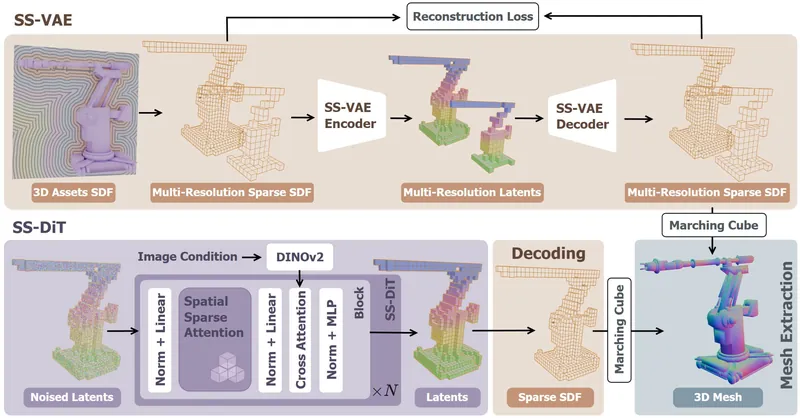 SS-VAE
Reconstruction Loss
SS-VAE
Encoder
SS-VAE
Decoder
3D Assets SDF
Multi-Resolution Sparse SDF
Multi-Resolution Latents
Multi-Resolution Sparse SDF
Marching Cube
SS-DiT
Image Condition
DINOv2
Norm + Linear
Spatial
Sparse
Attention
Norm + Linear
Cross Attention
Norm + MLP
Block
SS-DiT
×N
Noised Latents
Latents
Decoding
Sparse SDF
Marching Cube
3D Mesh
Mesh Extraction